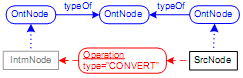 typeOf typeOf
OntNode OntNode OntNode
IntmNode Operation SrcNode
type="CONVERT"